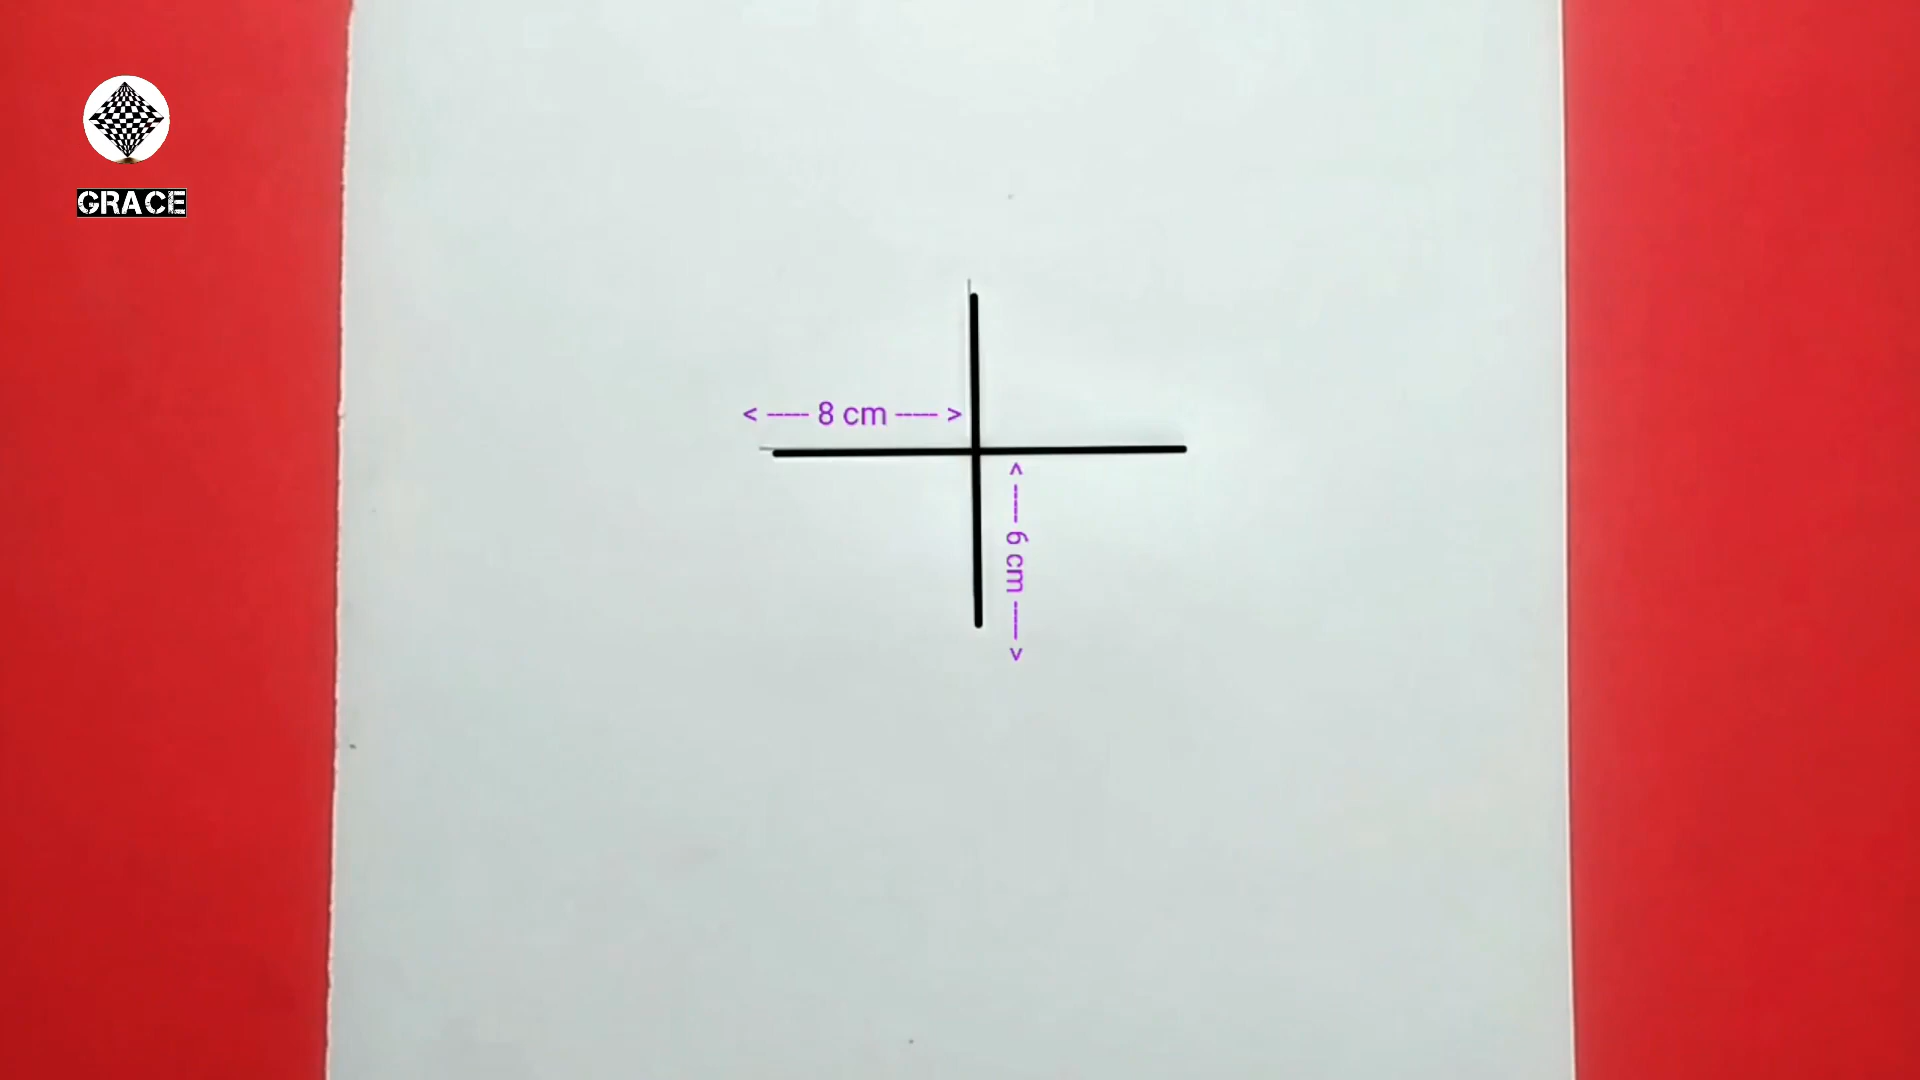 GRACE
< ----- 8 cm ----- >
< ----- 6 cm ----- >